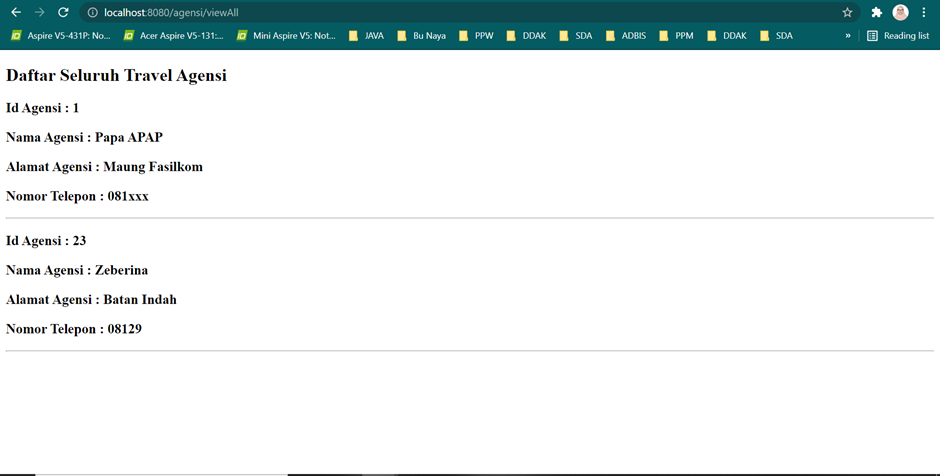 localhost:8080/agensi/viewAll
Aspire V5-431P: No... Acer Aspire V5-131:... Mini Aspire V5: Not... JAVA Bu Naya PPW DDAK SDA ADBIS PPM DDAK SDA » Reading list
Daftar Seluruh Travel Agensi
Id Agensi : 1
Nama Agensi : Papa APAP
Alamat Agensi : Maung Fasilkom
Nomor Telepon : 081xxx
Id Agensi : 23
Nama Agensi : Zeberina
Alamat Agensi : Batan Indah
Nomor Telepon : 08129